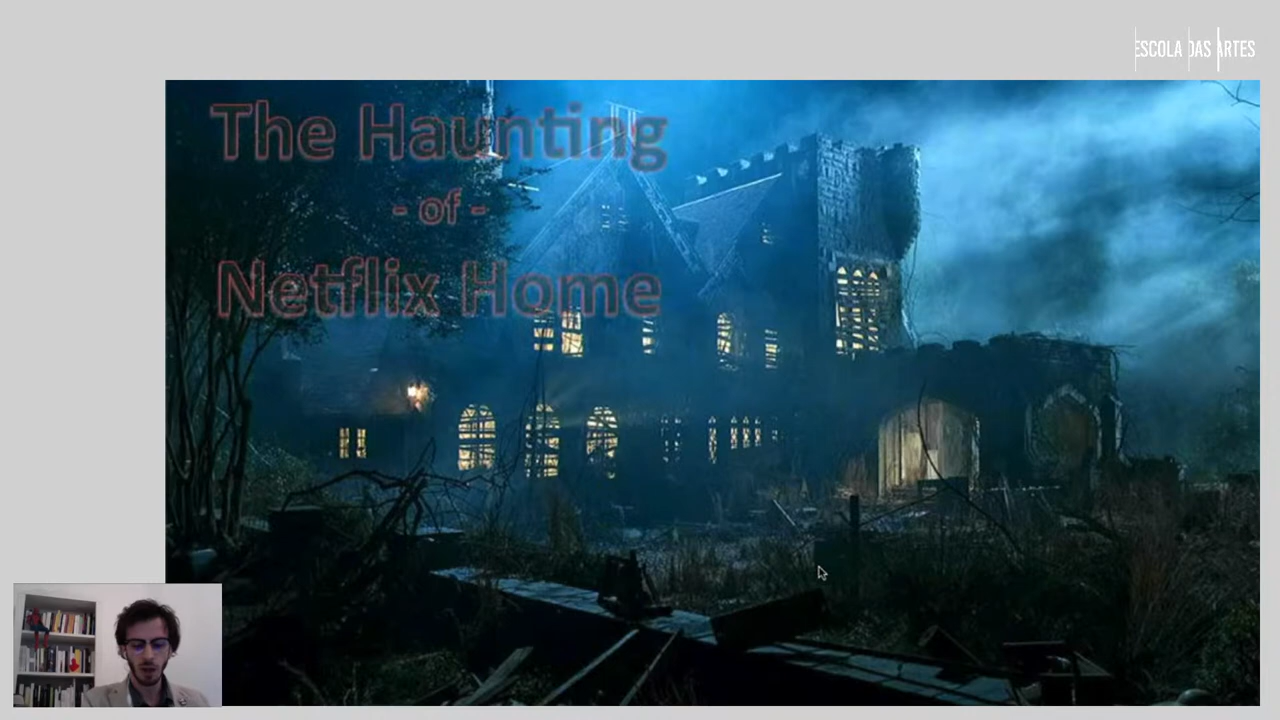 ESCOLA DAS ARTES
The Haunting
- of -
Netflix Home